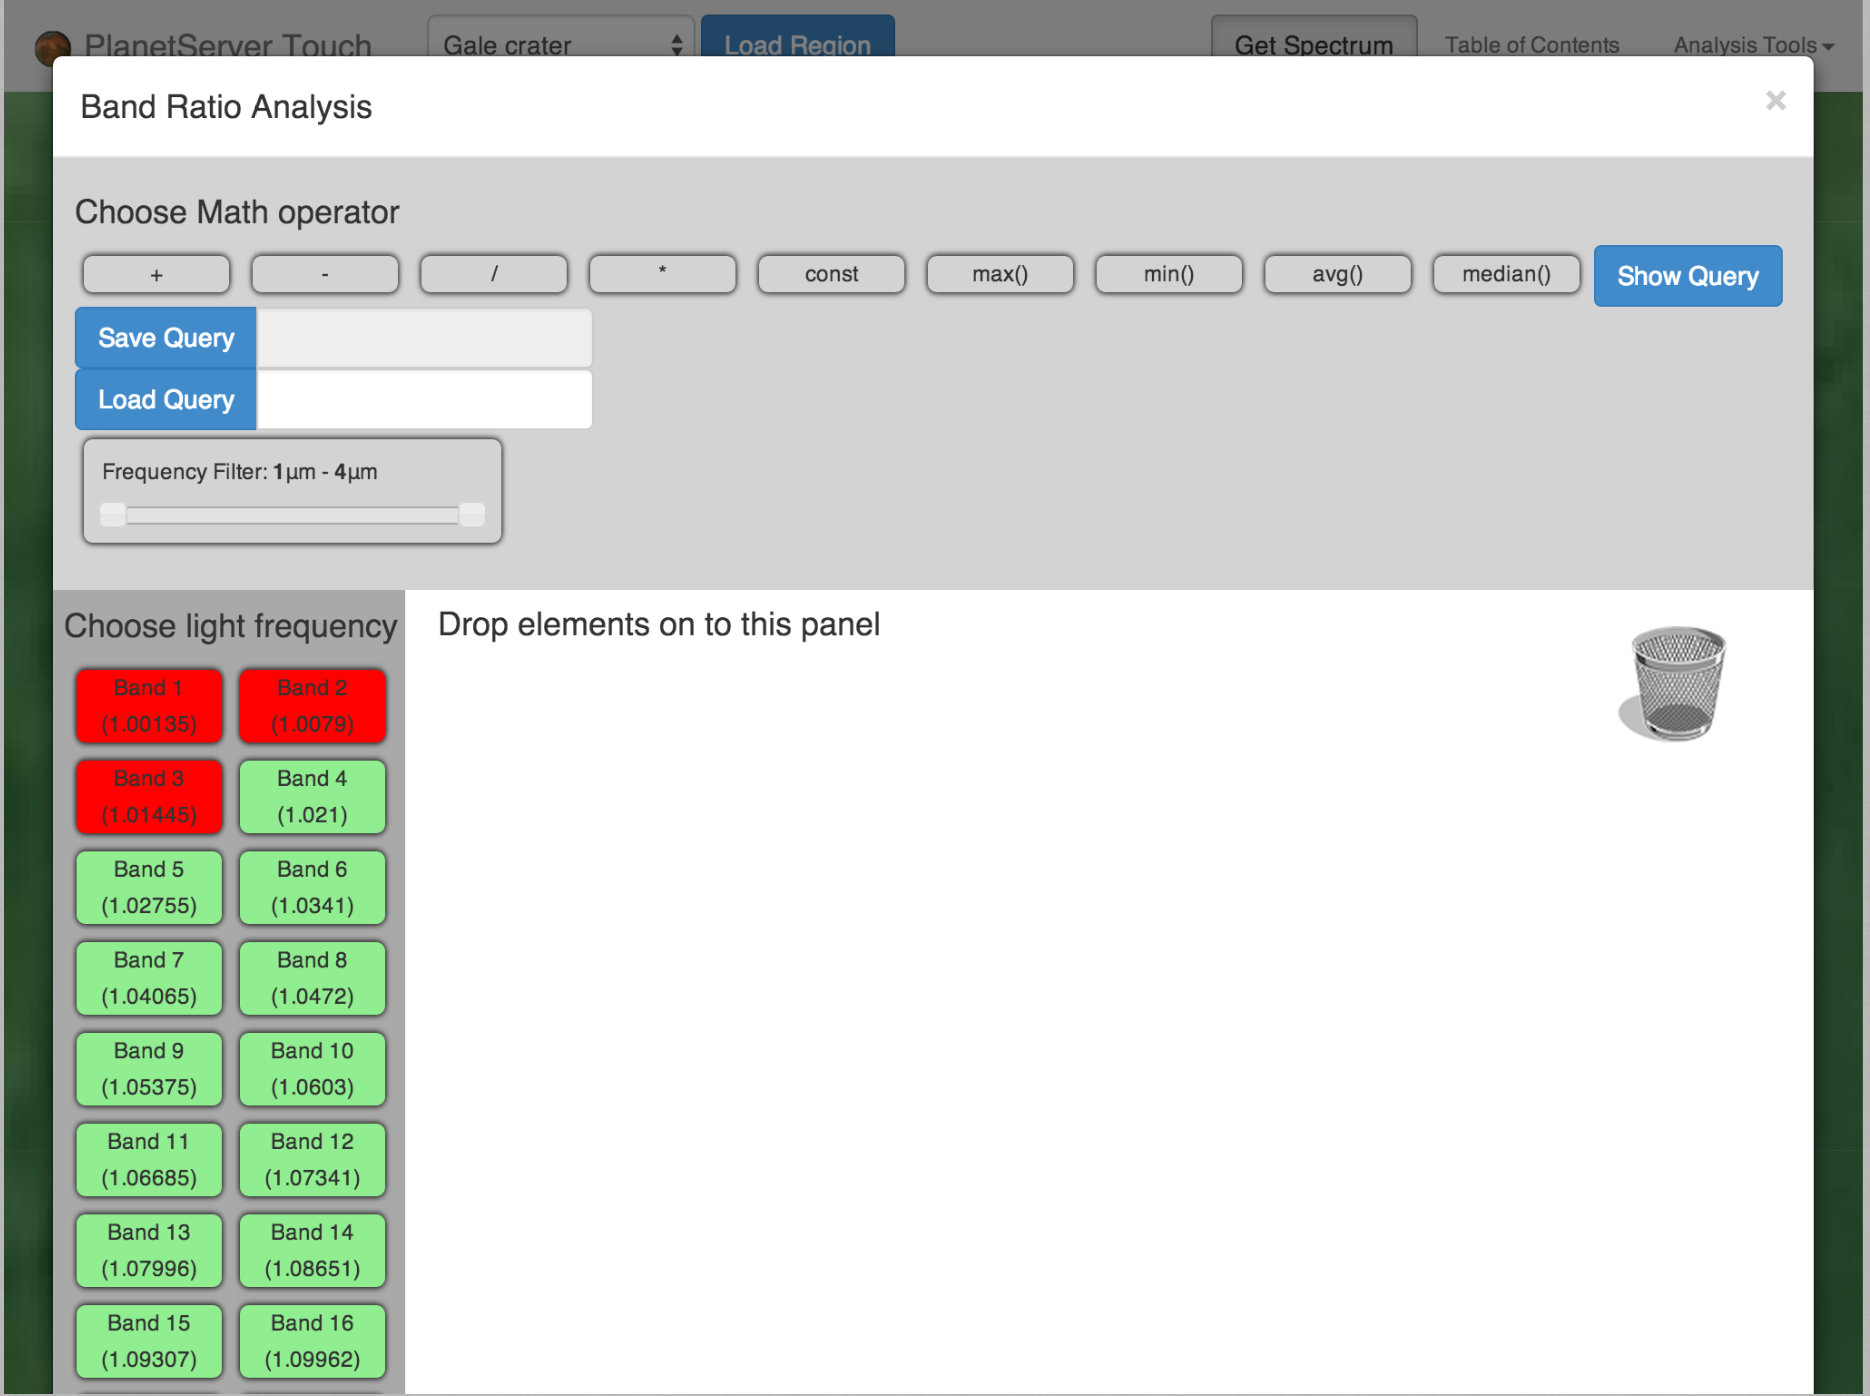 PlanetServer Touch
Gale crater
Load Region
Get Spectrum
Table of Contents
Analysis Tools
Band Ratio Analysis
×
Choose Math operator
+
-
/
*
const
max()
min()
avg()
median()
Show Query
Save Query
Load Query
Frequency Filter: 1μm - 4μm
Choose light frequency
Drop elements on to this panel
Band 1
(1.00135)
Band 2
(1.0079)
Band 3
(1.01445)
Band 4
(1.021)
Band 5
(1.02755)
Band 6
(1.0341)
Band 7
(1.04065)
Band 8
(1.0472)
Band 9
(1.05375)
Band 10
(1.0603)
Band 11
(1.06685)
Band 12
(1.07341)
Band 13
(1.07996)
Band 14
(1.08651)
Band 15
(1.09307)
Band 16
(1.09962)